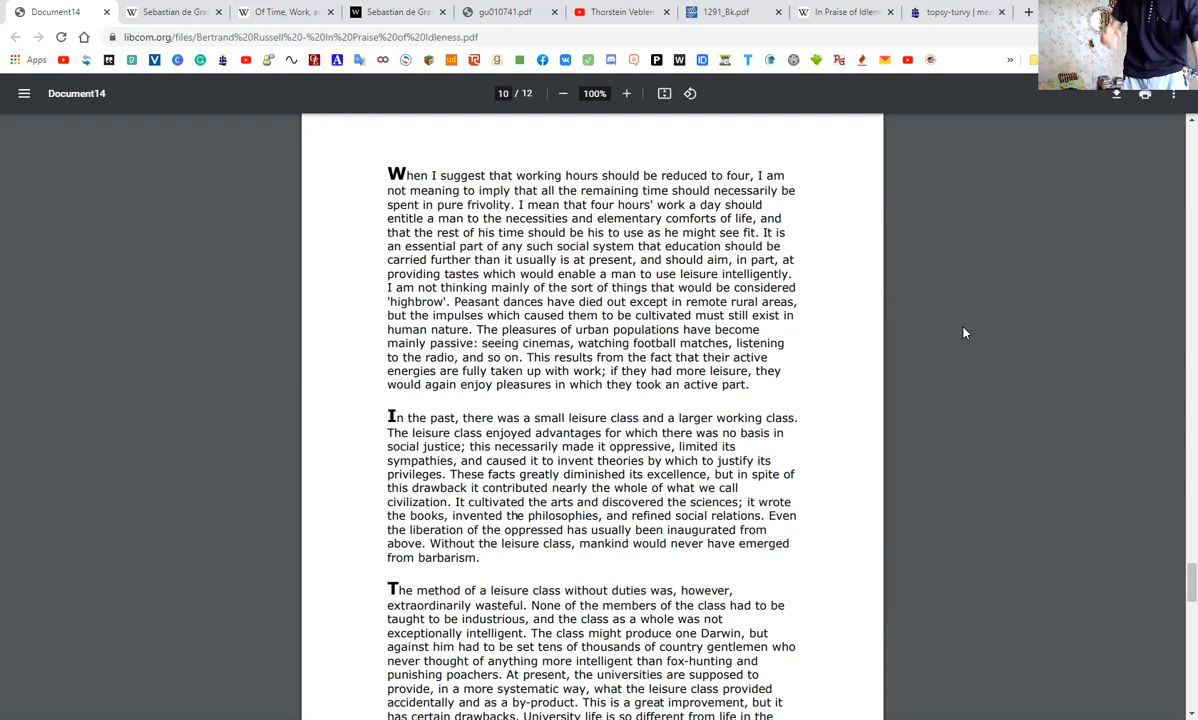 Document14
Sebastian de Gra
Of Time, Work, a
Sebastian de Gra
gu010741.pdf
Thorstein Veblen
1291_Bk.pdf
In Praise of Idlen
topsy-turvy | me
libcom.org/files/Bertrand%20Russell%20-%20In%20Praise%20of%20Idleness.pdf
Apps
Document14
10 / 12
100%
When I suggest that working hours should be reduced to four, I am
not meaning to imply that all the remaining time should necessarily be
spent in pure frivolity. I mean that four hours' work a day should
entitle a man to the necessities and elementary comforts of life, and
that the rest of his time should be his to use as he might see fit. It is
an essential part of any such social system that education should be
carried further than it usually is at present, and should aim, in part, at
providing tastes which would enable a man to use leisure intelligently.
I am not thinking mainly of the sort of things that would be considered
'highbrow'. Peasant dances have died out except in remote rural areas,
but the impulses which caused them to be cultivated must still exist in
human nature. The pleasures of urban populations have become
mainly passive: seeing cinemas, watching football matches, listening
to the radio, and so on. This results from the fact that their active
energies are fully taken up with work; if they had more leisure, they
would again enjoy pleasures in which they took an active part.
In the past, there was a small leisure class and a larger working class.
The leisure class enjoyed advantages for which there was no basis in
social justice; this necessarily made it oppressive, limited its
sympathies, and caused it to invent theories by which to justify its
privileges. These facts greatly diminished its excellence, but in spite of
this drawback it contributed nearly the whole of what we call
civilization. It cultivated the arts and discovered the sciences; it wrote
the books, invented the philosophies, and refined social relations. Even
the liberation of the oppressed has usually been inaugurated from
above. Without the leisure class, mankind would never have emerged
from barbarism.
The method of a leisure class without duties was, however,
extraordinarily wasteful. None of the members of the class had to be
taught to be industrious, and the class as a whole was not
exceptionally intelligent. The class might produce one Darwin, but
against him had to be set tens of thousands of country gentlemen who
never thought of anything more intelligent than fox-hunting and
punishing poachers. At present, the universities are supposed to
provide, in a more systematic way, what the leisure class provided
accidentally and as a by-product. This is a great improvement, but it
has certain drawbacks. University life is so different from life in the